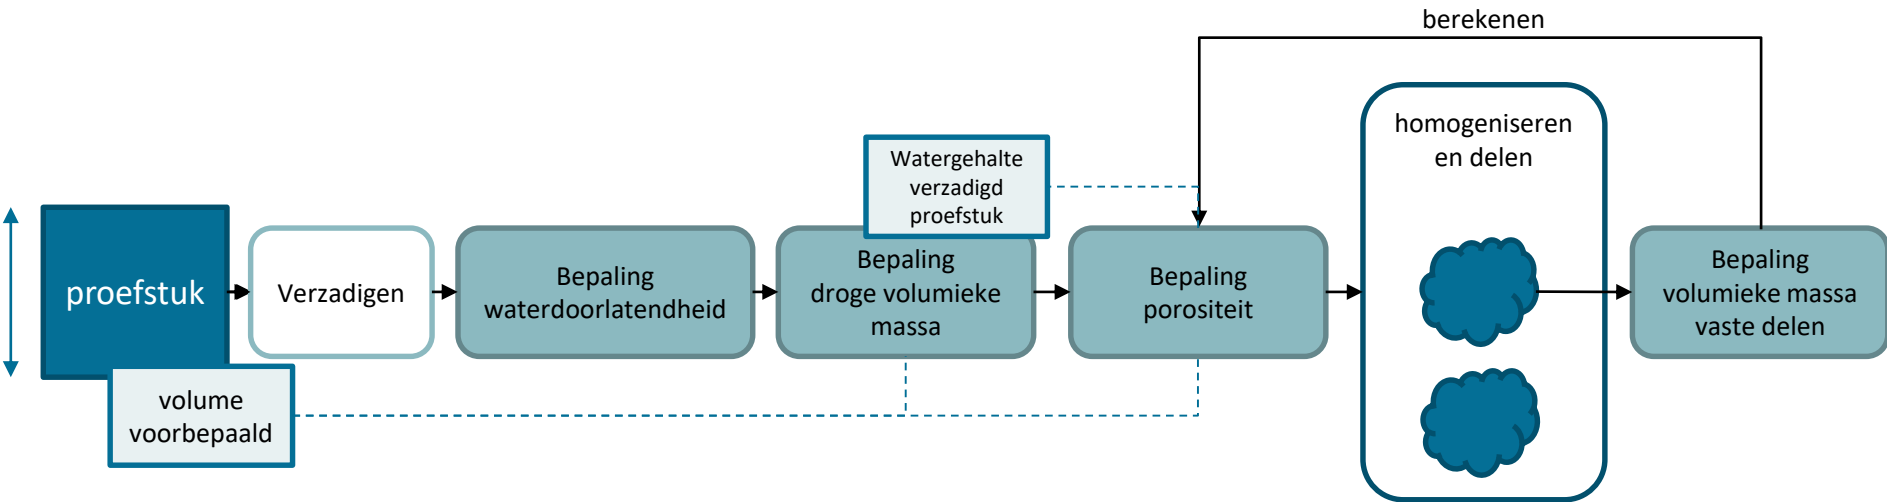 berekenen
homogeniseren
en delen
Watergehalte
verzadigd
proefstuk
proefstuk
Verzadigen
Bepaling
waterdoorlatendheid
Bepaling
droge volumieke
massa
Bepaling
porositeit
Bepaling
volumieke massa
vaste delen
volume
voorbepaald